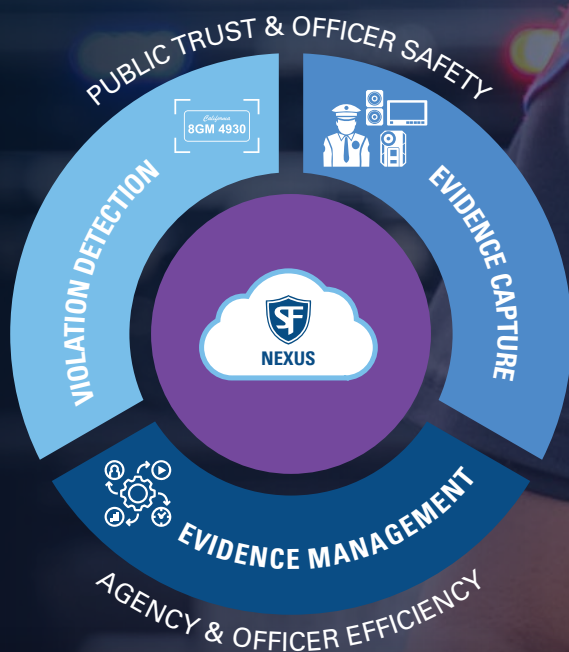 PUBLIC TRUST & OFFICER SAFETY
California
8GM 4930
VIOLATION DETECTION
EVIDENCE CAPTURE
SF
NEXUS
EVIDENCE MANAGEMENT
AGENCY & OFFICER EFFICIENCY